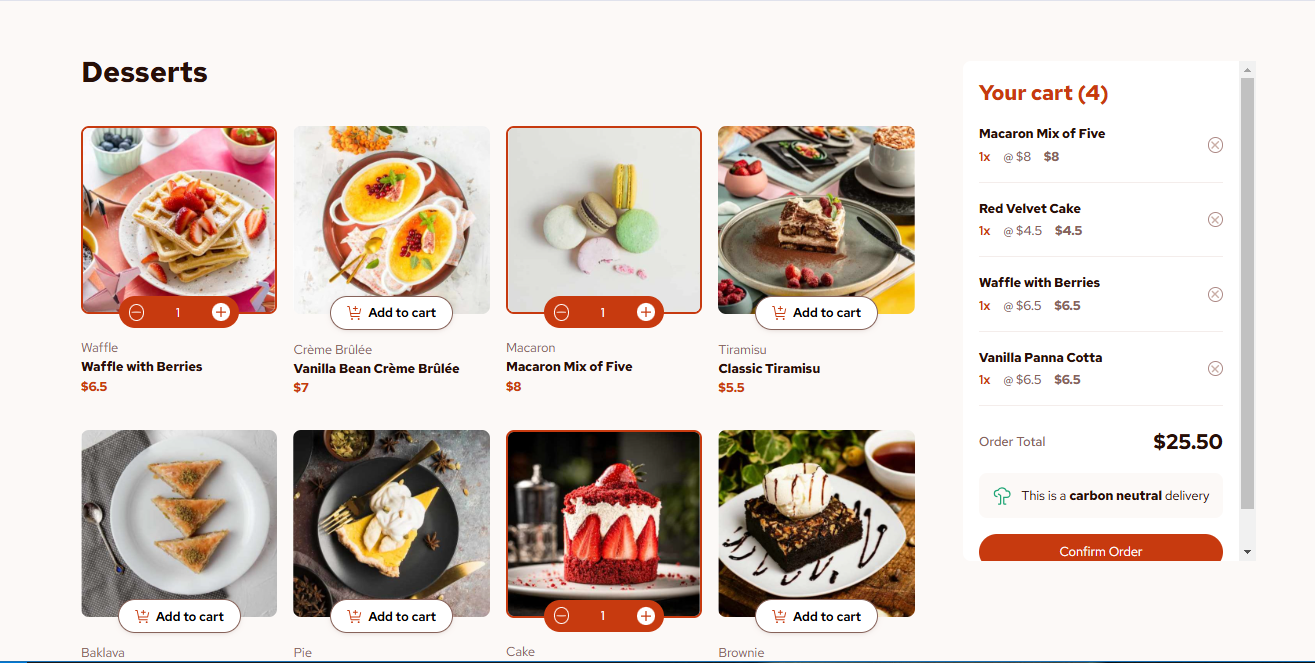 Desserts
1
Waffle
Waffle with Berries
$6.5
Add to cart
Crème Brûlée
Vanilla Bean Crème Brûlée
$7
1
Macaron
Macaron Mix of Five
$8
Add to cart
Tiramisu
Classic Tiramisu
$5.5
Add to cart
Baklava
Add to cart
Pie
1
Cake
Add to cart
Brownie
Your cart (4)
Macaron Mix of Five
1x @ $8 $8
Red Velvet Cake
1x @ $4.5 $4.5
Waffle with Berries
1x @ $6.5 $6.5
Vanilla Panna Cotta
1x @ $6.5 $6.5
Order Total $25.50
This is a carbon neutral delivery
Confirm Order